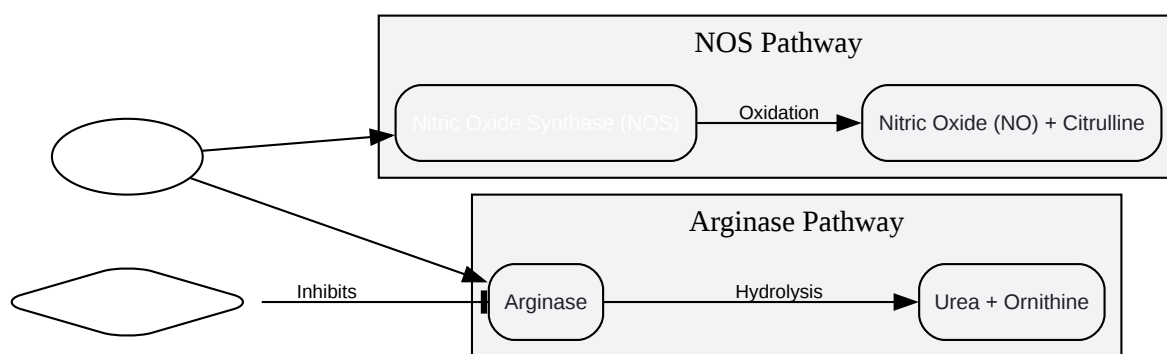 NOS Pathway
Nitric Oxide Synthase (NOS)
Oxidation
Nitric Oxide (NO) + Citrulline
Arginase Pathway
Inhibits
Arginase
Hydrolysis
Urea + Ornithine